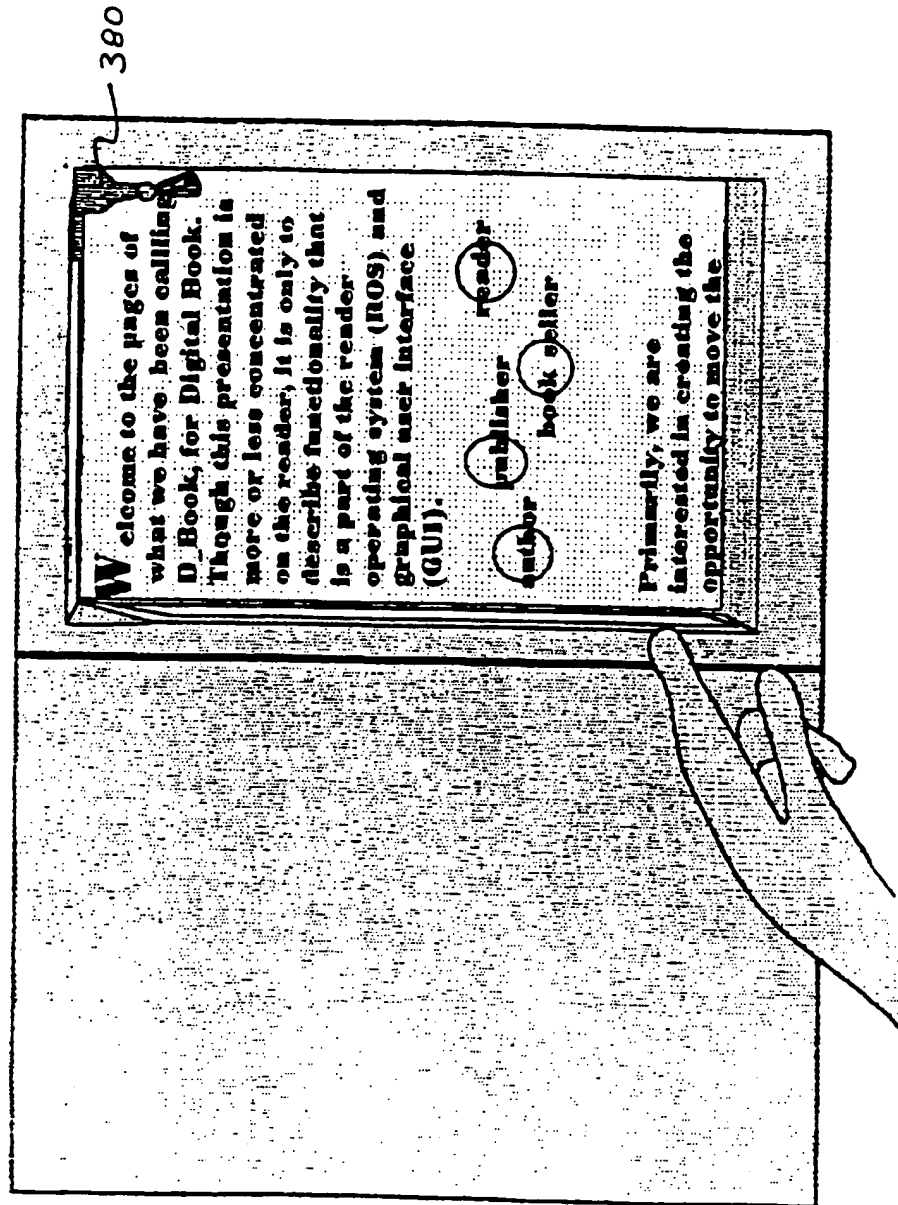 380
Welcome to the pages of
what we have been calling
D_Book, for Digital Book.
Though this presentation is
more or less concentrated
on the reader, it is only to
describe functionality that
is a part of the reader
operating system (ROS) and
graphical user interface
(GUI).
author publisher reader
book seller
Primarily, we are
interested in creating the
opportunity to move the